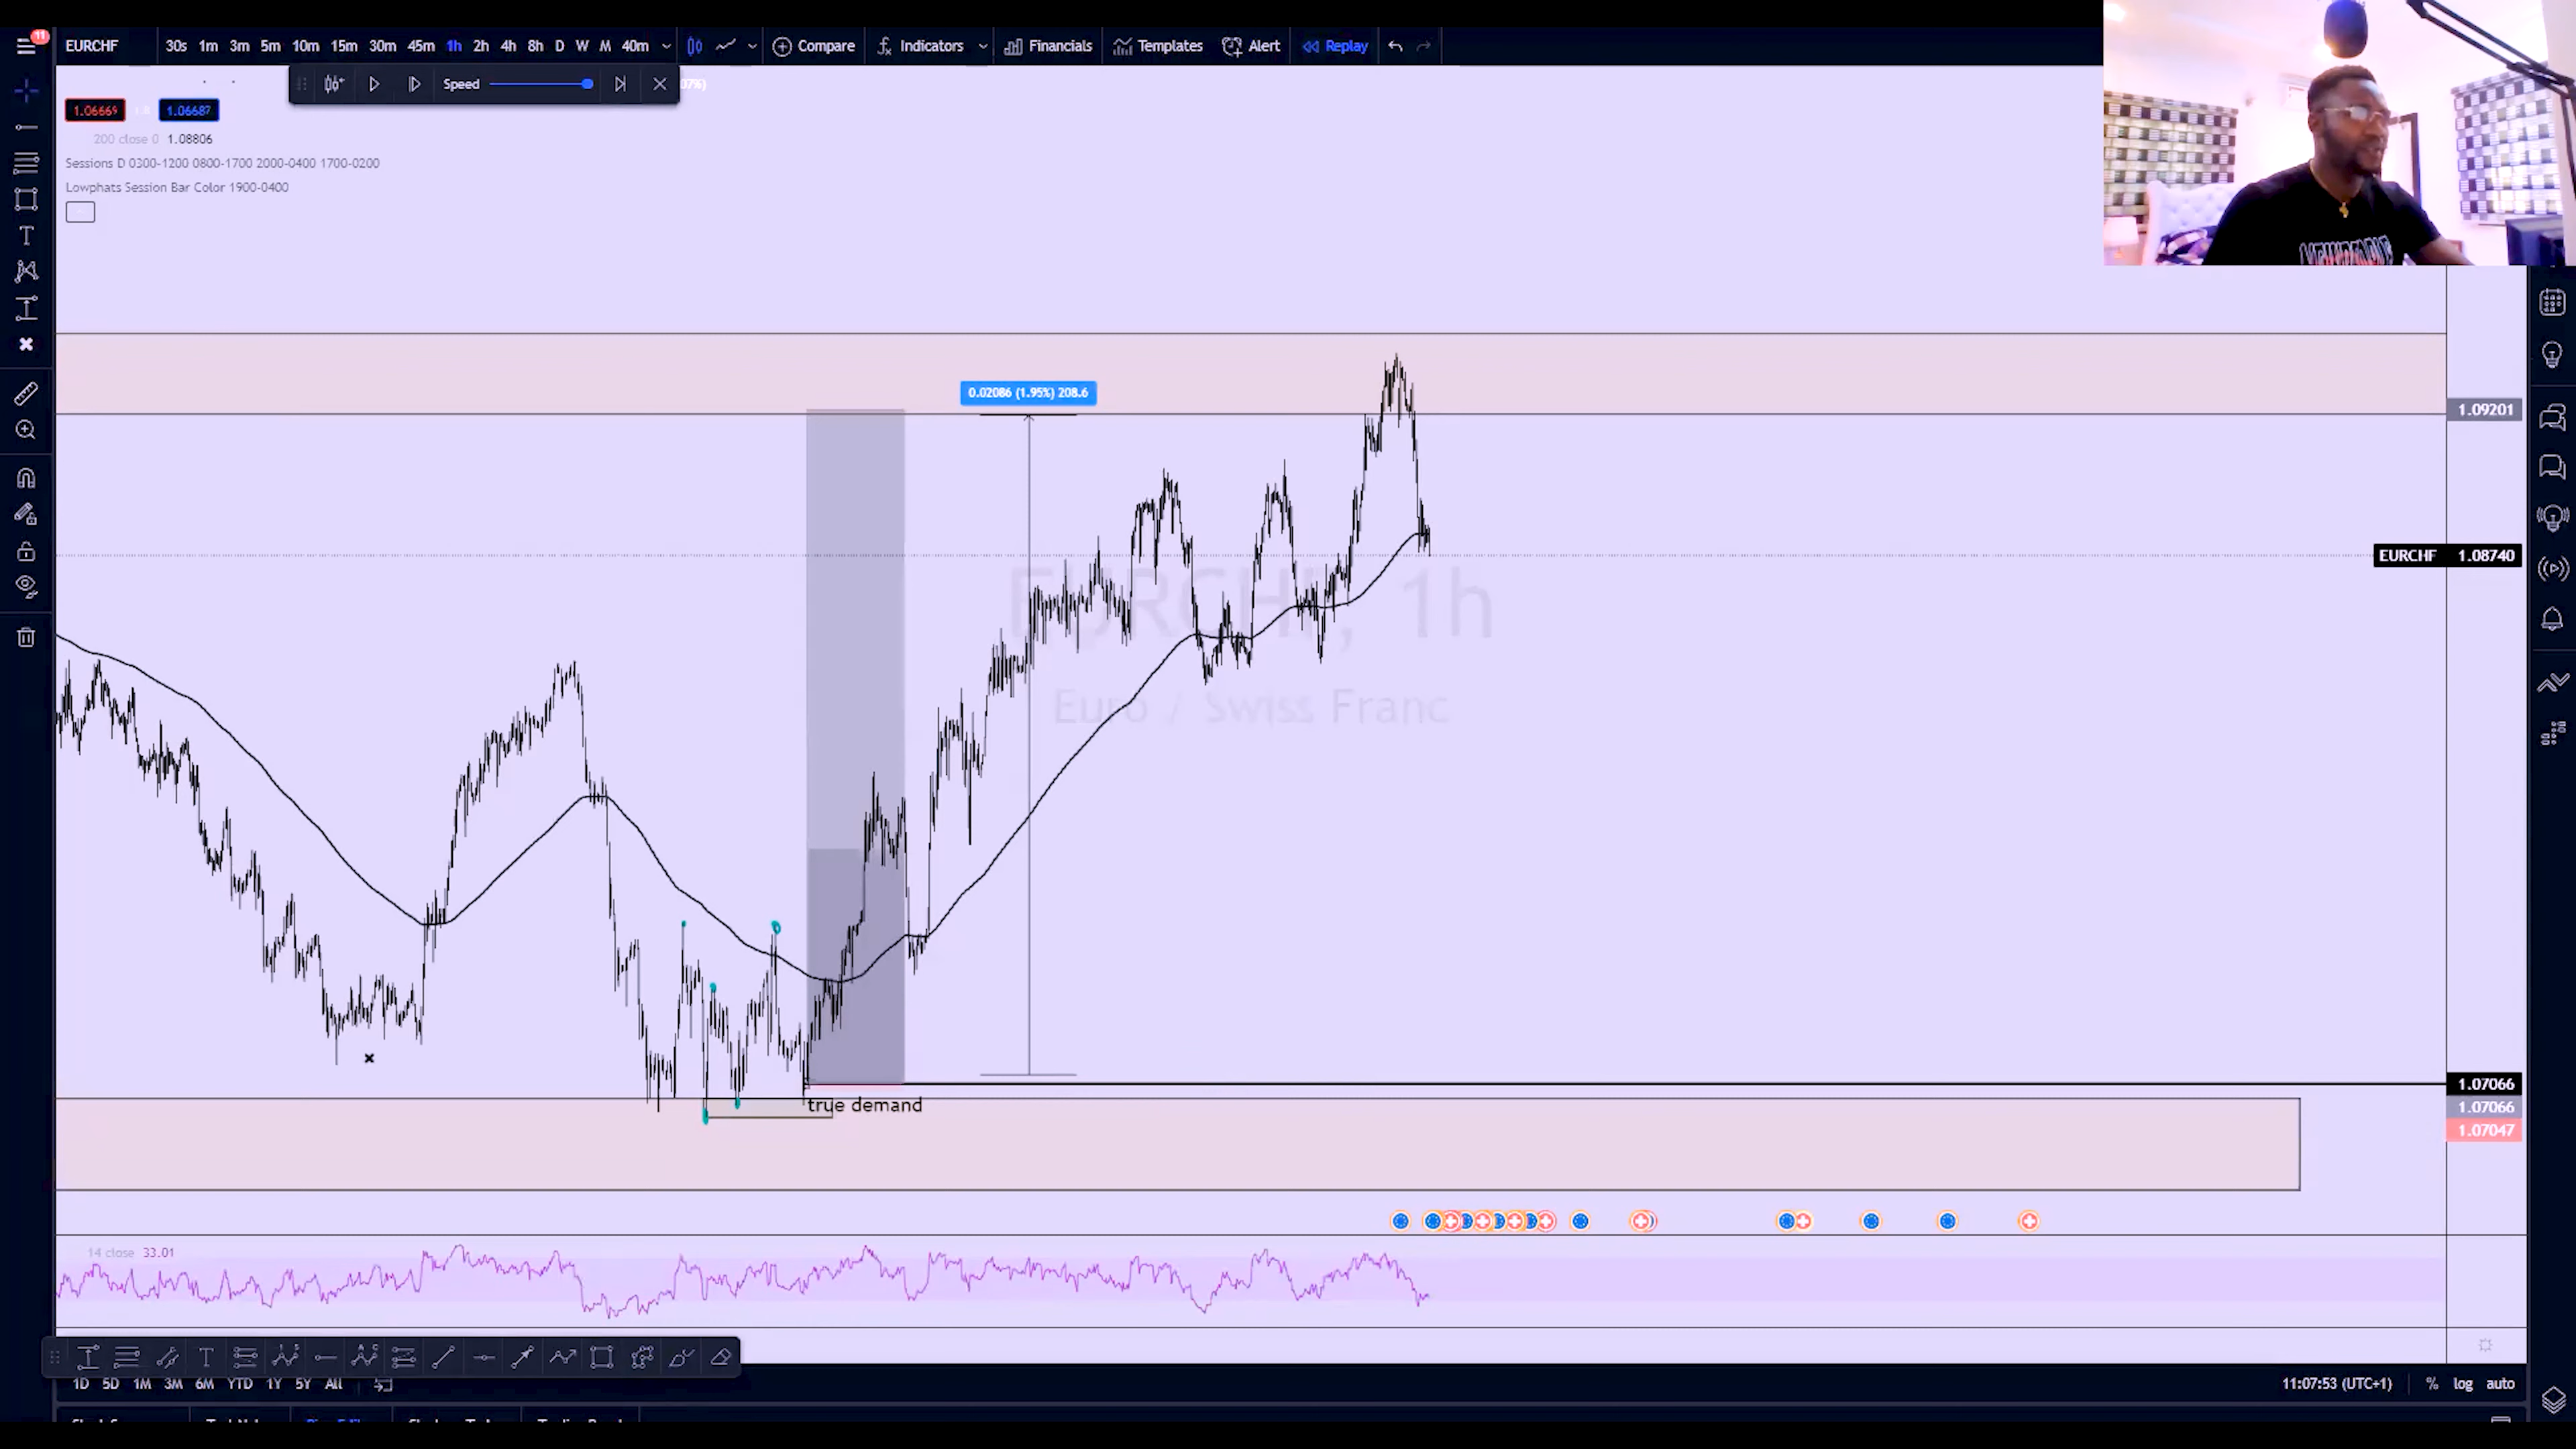 11
EURCHF 30s 1m 3m 5m 10m 15m 30m 45m 1h 2h 4h 8h D W M 40m Compare Indicators Financials Templates Alert Replay
Speed
07%)
1.06669 1.06687
200 close 0 1.08806
Sessions D 0300-1200 0800-1700 2000-0400 1700-0200
Lowphats Session Bar Color 1900-0400
0.02086 (1.95%) 208.6
1.09201
EURCHF 1.08740
EURCHF, 1h
Euro / Swiss Franc
1.07066
true demand
1.07066
1.07047
14 close 33.01
1D 5D 1M 3M 6M YTD 1Y 5Y All
11:07:53 (UTC+1) % log auto